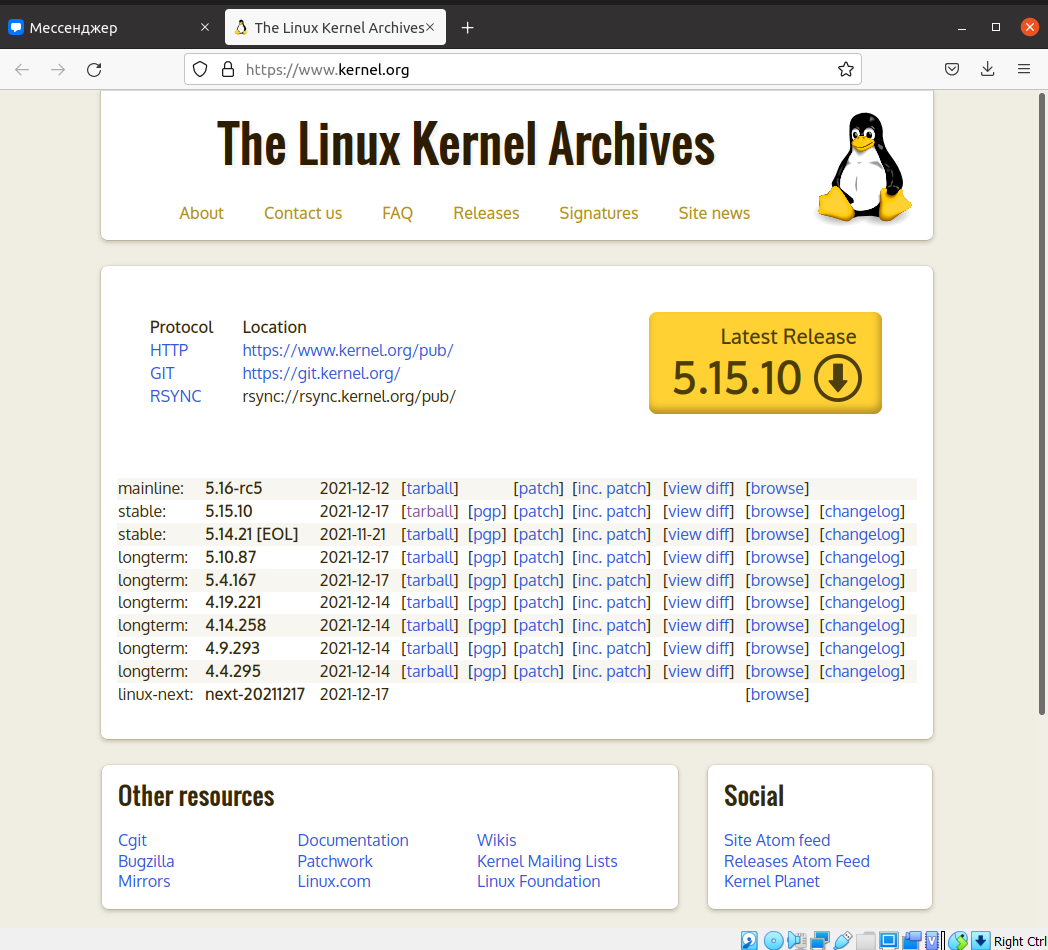 Мессенджер
The Linux Kernel Archives
https://www.kernel.org
The Linux Kernel Archives
About Contact us FAQ Releases Signatures Site news
Protocol Location
HTTP https://www.kernel.org/pub/
GIT https://git.kernel.org/
RSYNC rsync://rsync.kernel.org/pub/
Latest Release
5.15.10
mainline: 5.16-rc5 2021-12-12 [tarball] [patch] [inc. patch] [view diff] [browse]
stable: 5.15.10 2021-12-17 [tarball] [pgp] [patch] [inc. patch] [view diff] [browse] [changelog]
stable: 5.14.21 [EOL] 2021-11-21 [tarball] [pgp] [patch] [inc. patch] [view diff] [browse] [changelog]
longterm: 5.10.87 2021-12-17 [tarball] [pgp] [patch] [inc. patch] [view diff] [browse] [changelog]
longterm: 5.4.167 2021-12-17 [tarball] [pgp] [patch] [inc. patch] [view diff] [browse] [changelog]
longterm: 4.19.221 2021-12-14 [tarball] [pgp] [patch] [inc. patch] [view diff] [browse] [changelog]
longterm: 4.14.258 2021-12-14 [tarball] [pgp] [patch] [inc. patch] [view diff] [browse] [changelog]
longterm: 4.9.293 2021-12-14 [tarball] [pgp] [patch] [inc. patch] [view diff] [browse] [changelog]
longterm: 4.4.295 2021-12-14 [tarball] [pgp] [patch] [inc. patch] [view diff] [browse] [changelog]
linux-next: next-20211217 2021-12-17 [browse]
Other resources
Cgit Documentation Wikis
Bugzilla Patchwork Kernel Mailing Lists
Mirrors Linux.com Linux Foundation
Social
Site Atom feed
Releases Atom Feed
Kernel Planet
Right Ctrl